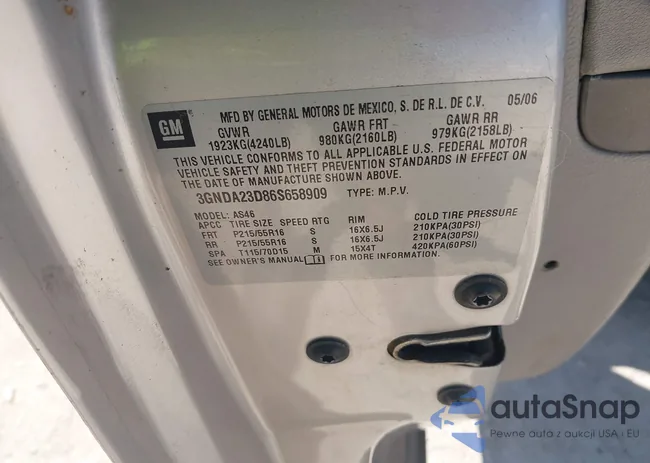 GM
MFD BY GENERAL MOTORS DE MEXICO, S. DE R.L. DE C.V. 05/06
GVWR GAWR FRT GAWR RR
1923KG(4240LB) 980KG(2160LB) 979KG(2158LB)
THIS VEHICLE CONFORMS TO ALL APPLICABLE U.S. FEDERAL MOTOR
VEHICLE SAFETY AND THEFT PREVENTION STANDARDS IN EFFECT ON
THE DATE OF MANUFACTURE SHOWN ABOVE.
3GNDA23D86S658909 TYPE: M.P.V.
MODEL: AS46
APCC TIRE SIZE SPEED RTG RIM COLD TIRE PRESSURE
FRT P215/55R16 S 16X6.5J 210KPA(30PSI)
RR P215/55R16 S 16X6.5J 210KPA(30PSI)
SPA T115/70D15 M 15X4T 420KPA(60PSI)
SEE OWNER'S MANUAL FOR MORE INFORMATION.
autaSnap
Pewne auta z aukcji USA i EU